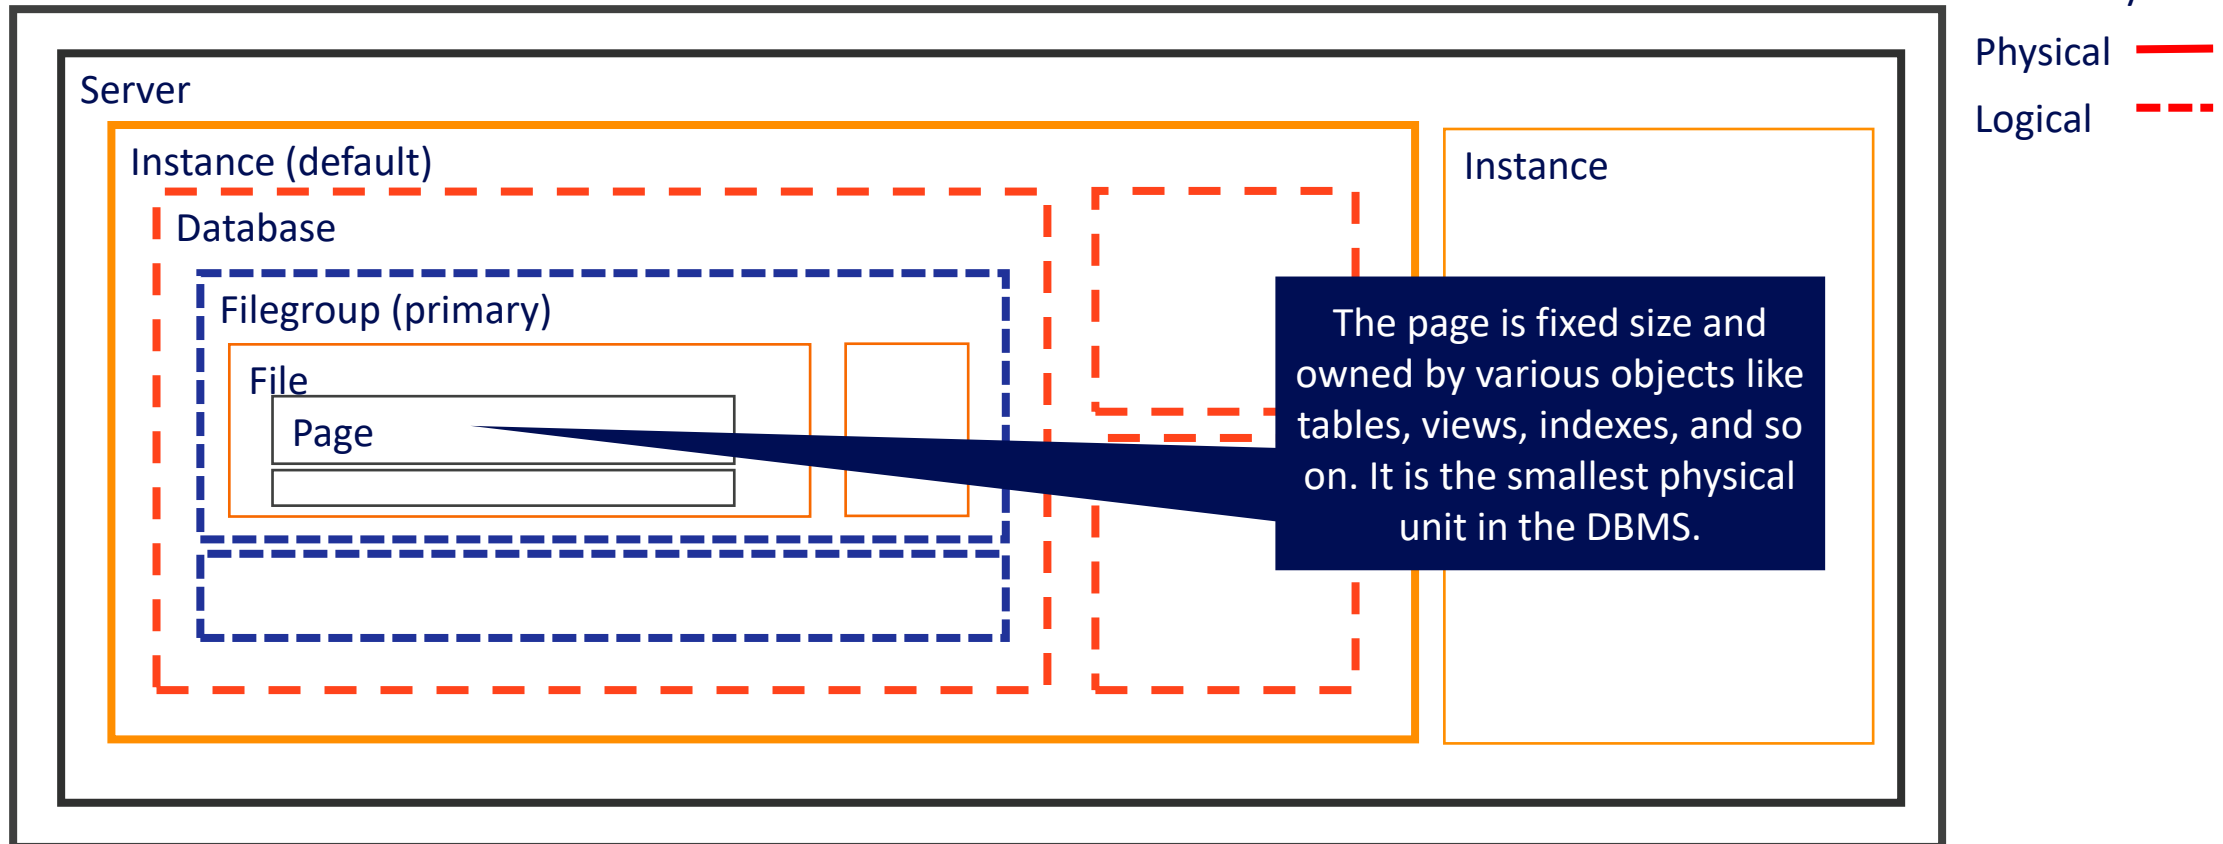 Physical
Logical
Server
Instance (default)
Instance
Database
Filegroup (primary)
File
Page
The page is fixed size and
owned by various objects like
tables, views, indexes, and so
on. It is the smallest physical
unit in the DBMS.